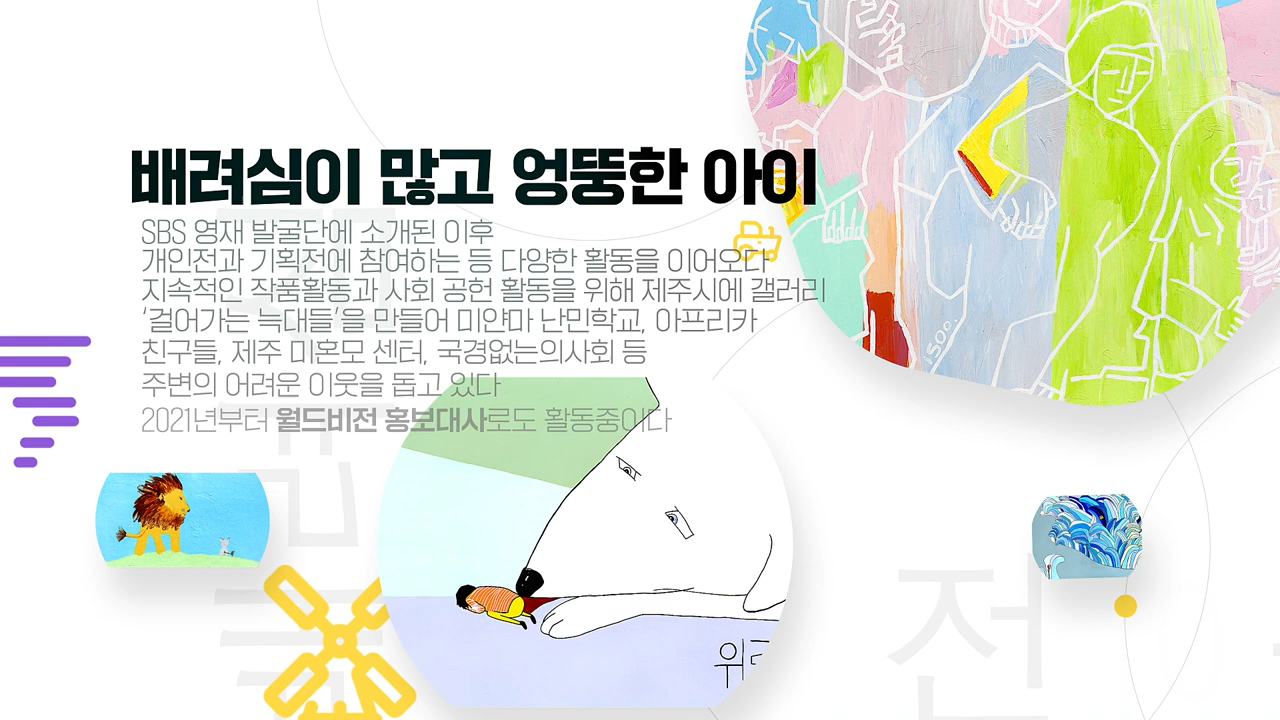 배려심이 많고 엉뚱한 아이
SBS 영재 발굴단에 소개된 이후
개인전과 기획전에 참여하는 등 다양한 활동을 이어오다
지속적인 작품활동과 사회 공헌 활동을 위해 제주시에 갤러리
‘걸어가는 늑대들’을 만들어 미얀마 난민학교, 아프리카
친구들, 제주 미혼모 센터, 국경없는의사회 등
주변의 어려운 이웃을 돕고 있다
2021년부터 월드비전 홍보대사로도 활동중이다
전